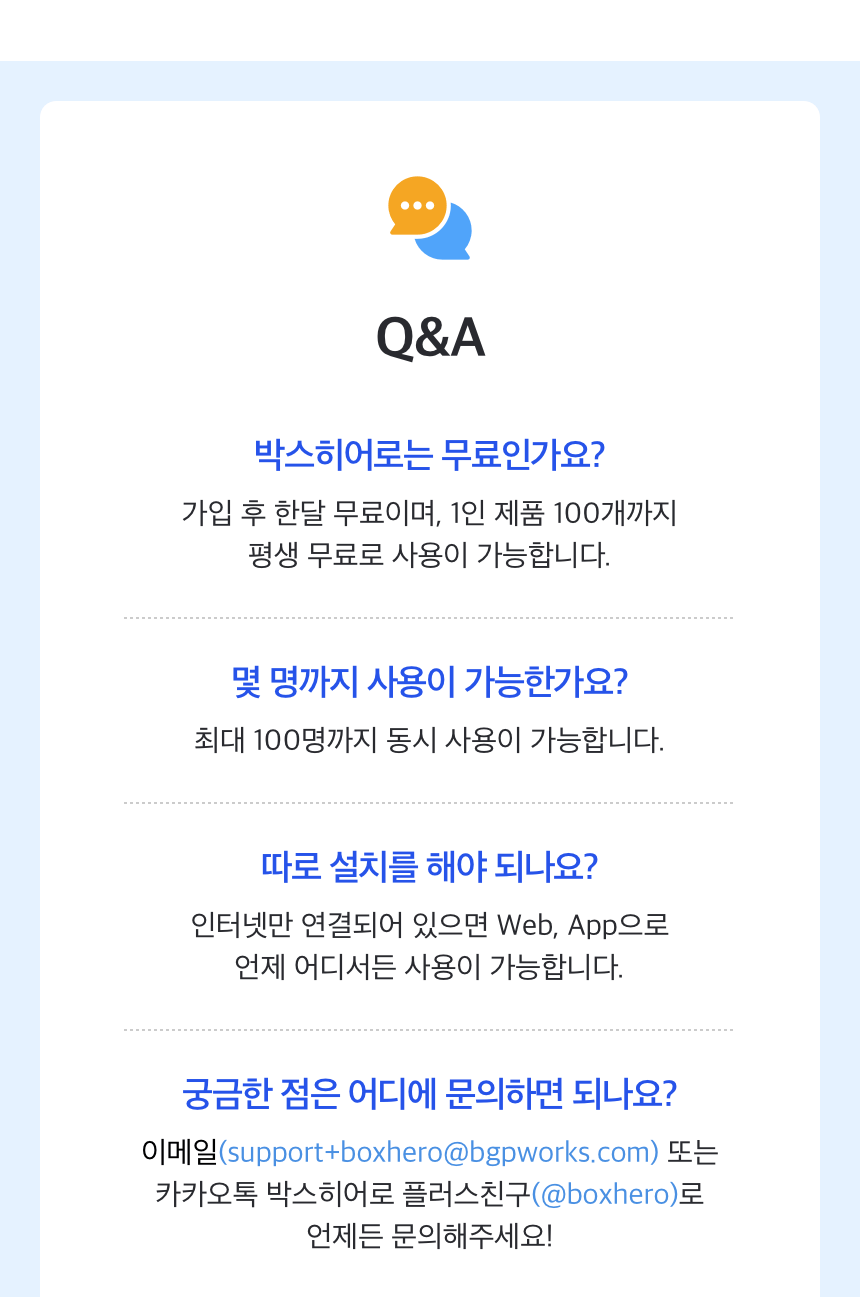 Q&A
박스히어로는 무료인가요?
가입 후 한달 무료이며, 1인 제품 100개까지
평생 무료로 사용이 가능합니다.
몇 명까지 사용이 가능한가요?
최대 100명까지 동시 사용이 가능합니다.
따로 설치를 해야 되나요?
인터넷만 연결되어 있으면 Web, App으로
언제 어디서든 사용이 가능합니다.
궁금한 점은 어디에 문의하면 되나요?
이메일(support+boxhero@bgpworks.com) 또는
카카오톡 박스히어로 플러스친구(@boxhero)로
언제든 문의해주세요!